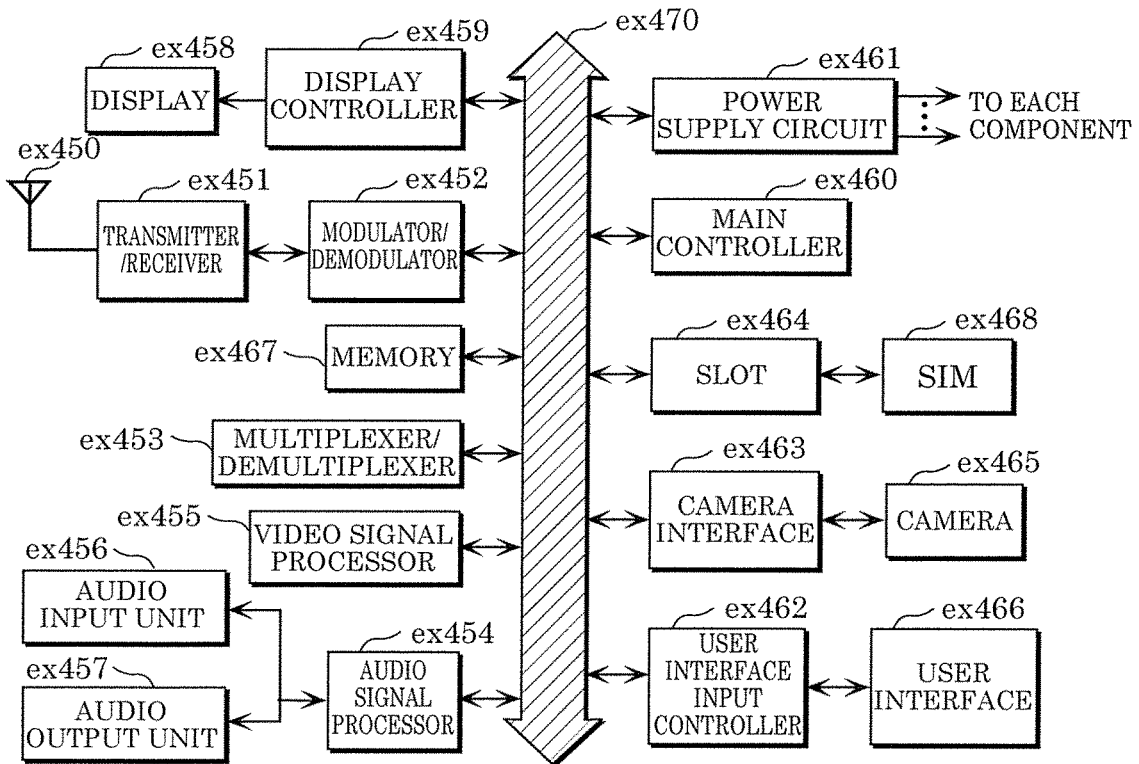 ex470
ex459
ex458
DISPLAY
CONTROLLER
DISPLAY
ex461
POWER
SUPPLY CIRCUIT
TO EACH
COMPONENT
ex450
ex451
TRANSMITTER
/RECEIVER
ex452
MODULATOR/
DEMODULATOR
ex460
MAIN
CONTROLLER
ex467
MEMORY
ex464
SLOT
ex468
SIM
ex453
MULTIPLEXER/
DEMULTIPLEXER
ex463
CAMERA
INTERFACE
ex465
CAMERA
ex455
VIDEO SIGNAL
PROCESSOR
ex456
AUDIO
INPUT UNIT
ex457
AUDIO
OUTPUT UNIT
ex454
AUDIO
SIGNAL
PROCESSOR
ex462
USER
INTERFACE
INPUT
CONTROLLER
ex466
USER
INTERFACE